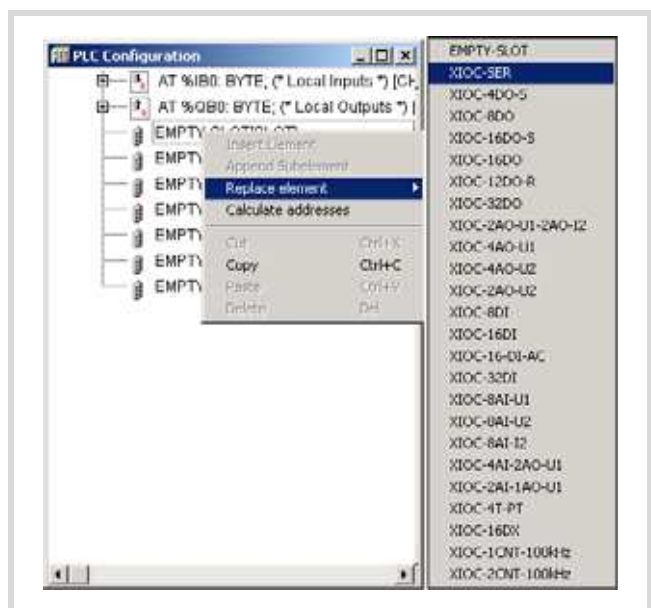 PLC Configuration
AT %IB0: BYTE; (* Local Inputs *) [CH
AT %QB0: BYTE; (* Local Outputs *) [
EMPTY-SLOT[SLOT]
EMPTY
EMPTY
EMPTY
EMPTY
EMPTY
EMPTY
Insert Element
Append Subelement
Replace element
Calculate addresses
Cut Ctrl+X
Copy Ctrl+C
Paste Ctrl+V
Delete Del
EMPTY-SLOT
XIOC-SER
XIOC-4DO-S
XIOC-8DO
XIOC-16DO-S
XIOC-16DO
XIOC-12DO-R
XIOC-32DO
XIOC-2AO-U1-2AO-I2
XIOC-4AO-U1
XIOC-4AO-U2
XIOC-2AO-U2
XIOC-8DI
XIOC-16DI
XIOC-16-DI-AC
XIOC-32DI
XIOC-8AI-U1
XIOC-8AI-U2
XIOC-8AI-I2
XIOC-4AI-2AO-U1
XIOC-2AI-1AO-U1
XIOC-4T-PT
XIOC-16DX
XIOC-1CNT-100kHz
XIOC-2CNT-100kHz